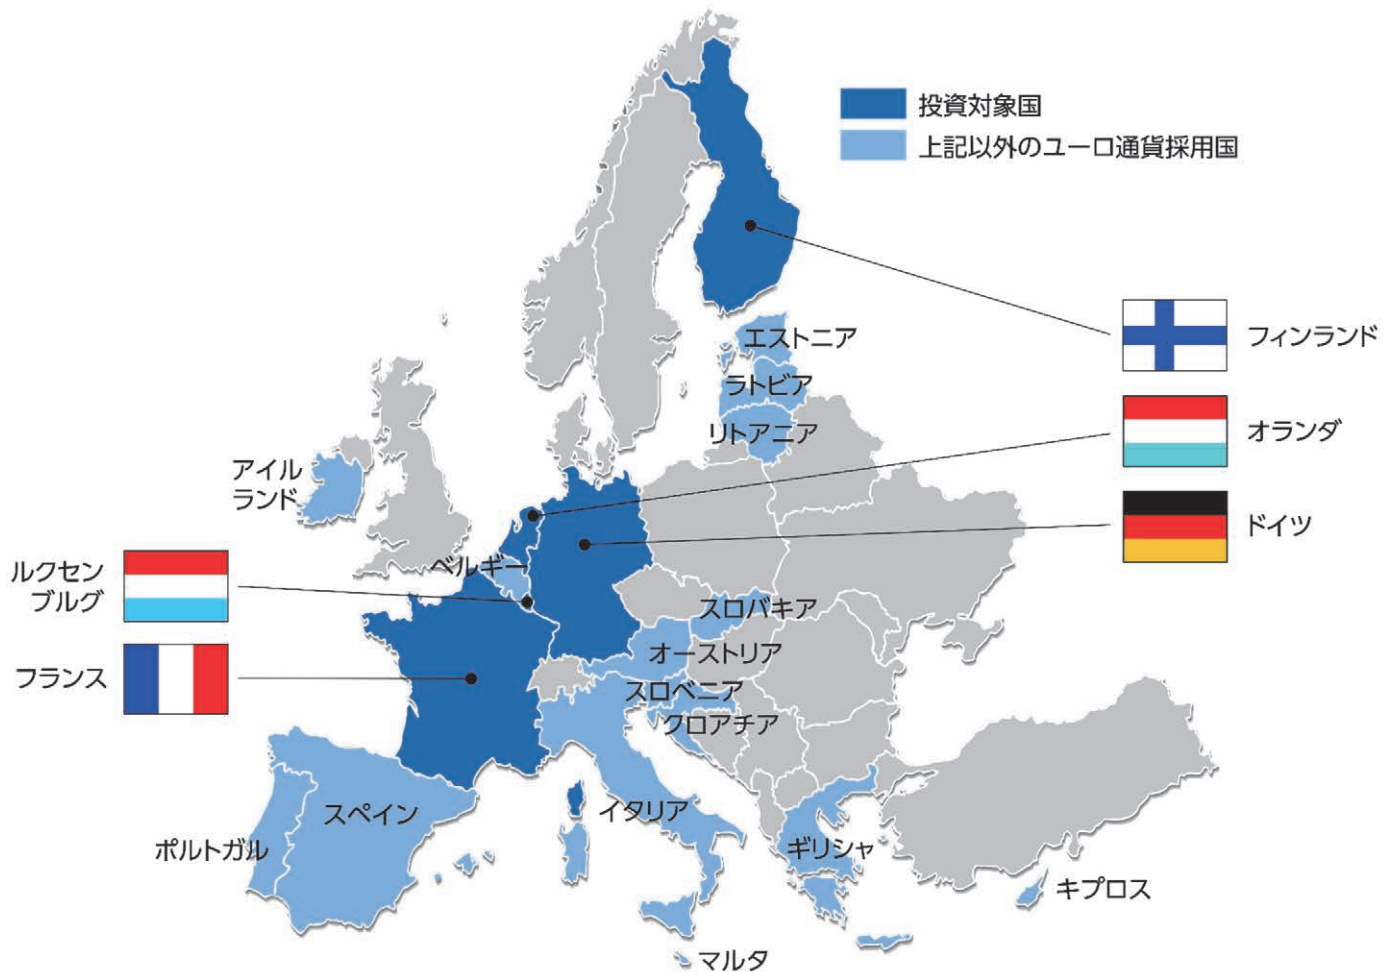 投資対象国
上記以外のユーロ通貨採用国
フィンランド
エストニア
ラトビア
リトアニア
オランダ
アイル
ランド
ドイツ
ベルギー
ルクセン
ブルグ
スロバキア
オーストリア
フランス
スロベニア
クロアチア
スペイン
イタリア
ポルトガル
ギリシャ
キプロス
マルタ